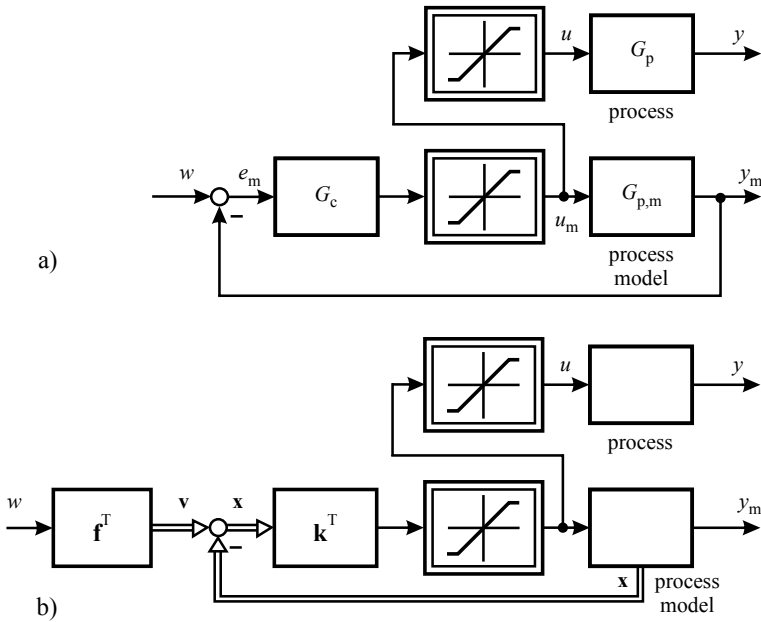 u
G_p
y
process
w
e_m
G_c
u_m
G_p,m
y_m
−
process
model
a)
u
y
process
w
f^T
v
x
k^T
y_m
−
x
process
model
b)